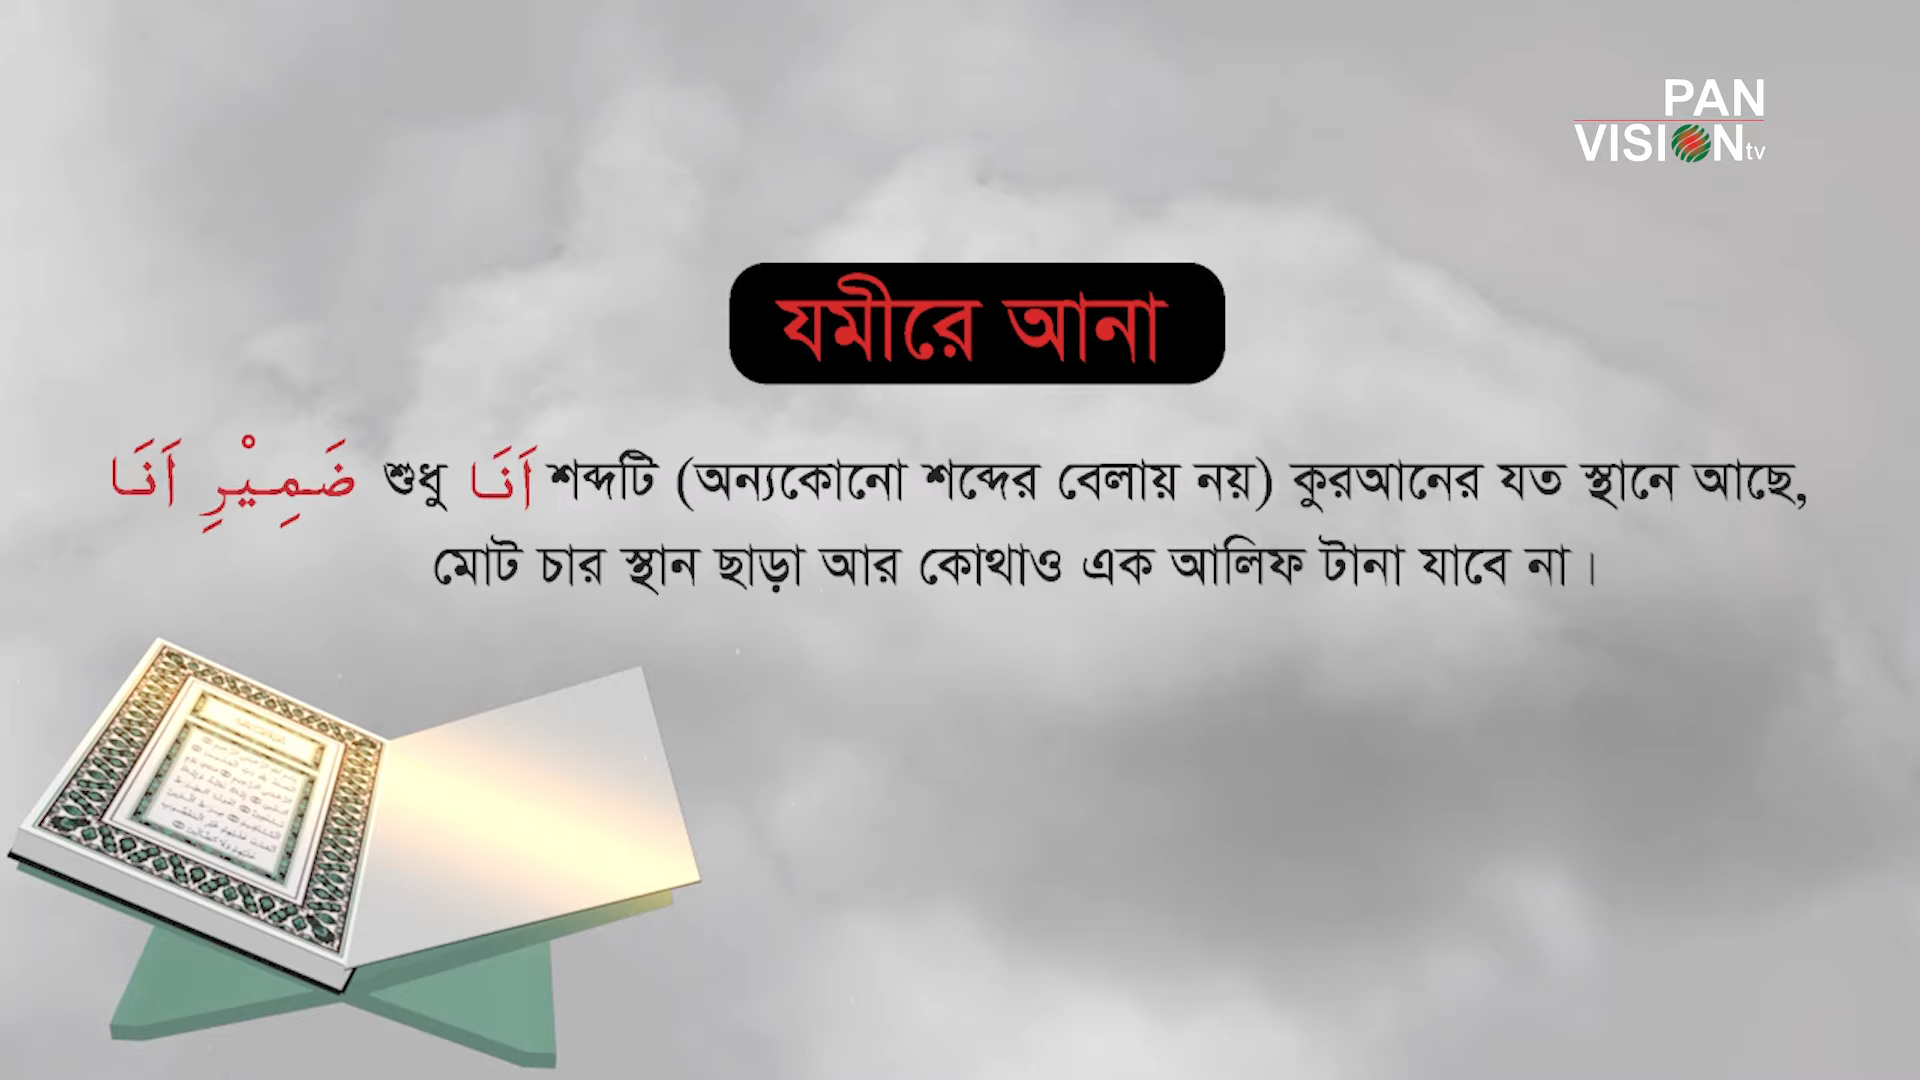 PAN
VISIONtv
যমীরে আনা
ضَمِيْرِ اَنَا শুধু اَنَا শব্দটি (অন্যকোনো শব্দের বেলায় নয়) কুরআনের যত স্থানে আছে,
মোট চার স্থান ছাড়া আর কোথাও এক আলিফ টানা যাবে না।